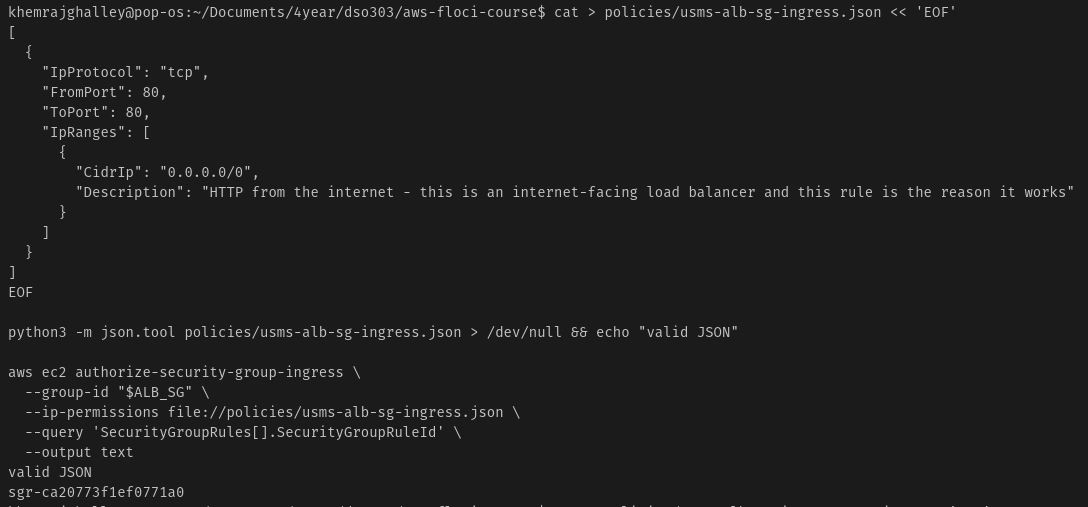 khemrajghalley@pop-os:~/Documents/4year/dso303/aws-floci-course$ cat > policies/usms-alb-sg-ingress.json << 'EOF'
[
  {
    "IpProtocol": "tcp",
    "FromPort": 80,
    "ToPort": 80,
    "IpRanges": [
      {
        "CidrIp": "0.0.0.0/0",
        "Description": "HTTP from the internet - this is an internet-facing load balancer and this rule is the reason it works"
      }
    ]
  }
]
EOF

python3 -m json.tool policies/usms-alb-sg-ingress.json > /dev/null && echo "valid JSON"

aws ec2 authorize-security-group-ingress \
  --group-id "$ALB_SG" \
  --ip-permissions file://policies/usms-alb-sg-ingress.json \
  --query 'SecurityGroupRules[].SecurityGroupRuleId' \
  --output text
valid JSON
sgr-ca20773f1ef0771a0